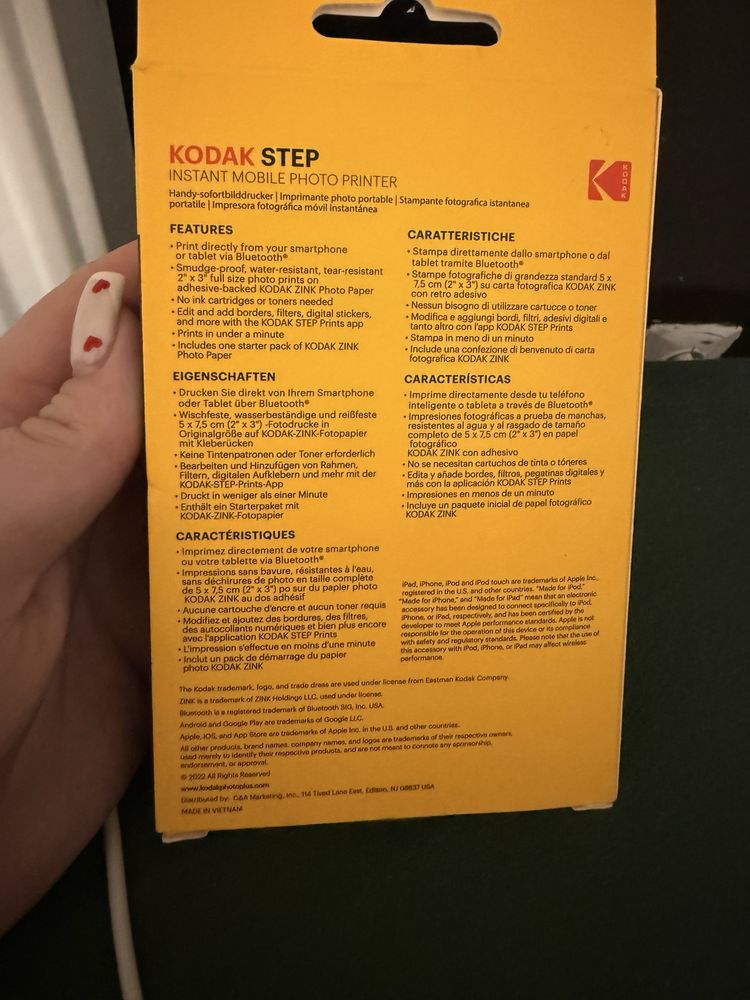 KODAK STEP
INSTANT MOBILE PHOTO PRINTER
Handy-sofortbilddrucker | Imprimante photo portable | Stampante fotografica istantanea
portatile | Impresora fotográfica móvil instantánea
KODAK
FEATURES
• Print directly from your smartphone
or tablet via Bluetooth®
• Smudge-proof, water-resistant, tear-resistant
2" x 3" full size photo prints on
adhesive-backed KODAK ZINK Photo Paper
• No ink cartridges or toners needed
• Edit and add borders, filters, digital stickers,
and more with the KODAK STEP Prints app
• Prints in under a minute
• Includes one starter pack of KODAK ZINK
Photo Paper
EIGENSCHAFTEN
• Drucken Sie direkt von Ihrem Smartphone
oder Tablet über Bluetooth®
• Wischfeste, wasserbeständige und reißfeste
5 x 7,5 cm (2" x 3") -Fotodrucke in
Originalgröße auf KODAK-ZINK-Fotopapier
mit Kleberücken
• Keine Tintenpatronen oder Toner erforderlich
• Bearbeiten und Hinzufügen von Rahmen,
Filtern, digitalen Aufklebern und mehr mit der
KODAK-STEP-Prints-App
• Druckt in weniger als einer Minute
• Enthält ein Starterpaket mit
KODAK-ZINK-Fotopapier
CARACTÉRISTIQUES
• Imprimez directement de votre smartphone
ou votre tablette via Bluetooth®
• Impressions sans bavure, résistantes à l'eau,
sans déchirures de photo en taille complète
de 5 x 7,5 cm (2" x 3") po sur du papier photo
KODAK ZINK au dos adhésif
• Aucune cartouche d'encre et aucun toner requis
• Modifiez et ajoutez des bordures, des filtres,
des autocollants numériques et bien plus encore
avec l'application KODAK STEP Prints
• L'impression s'effectue en moins d'une minute
• Inclut un pack de démarrage du papier
photo KODAK ZINK
CARATTERISTICHE
• Stampa direttamente dallo smartphone o dal
tablet tramite Bluetooth®
• Stampe fotografiche di grandezza standard 5 x
7,5 cm (2" x 3") su carta fotografica KODAK ZINK
con retro adesivo
• Nessun bisogno di utilizzare cartucce o toner
• Modifica e aggiungi bordi, filtri, adesivi digitali e
tanto altro con l'app KODAK STEP Prints
• Stampa in meno di un minuto
• Include una confezione di benvenuto di carta
fotografica KODAK ZINK
CARACTERÍSTICAS
• Imprime directamente desde tu teléfono
inteligente o tableta a través de Bluetooth®
• Impresiones fotográficas a prueba de manchas,
resistentes al agua y al rasgado de tamaño
completo de 5 x 7,5 cm (2" x 3") en papel
fotográfico
KODAK ZINK con adhesivo
• No se necesitan cartuchos de tinta o tóneres
• Edita y añade bordes, filtros, pegatinas digitales y
más con la aplicación KODAK STEP Prints
• Impresiones en menos de un minuto
• Incluye un paquete inicial de papel fotográfico
KODAK ZINK
iPad, iPhone, iPod and iPod touch are trademarks of Apple Inc.,
registered in the U.S. and other countries. "Made for iPod,"
"Made for iPhone," and "Made for iPad" mean that an electronic
accessory has been designed to connect specifically to iPod,
iPhone, or iPad, respectively, and has been certified by the
developer to meet Apple performance standards. Apple is not
responsible for the operation of this device or its compliance
with safety and regulatory standards. Please note that the use of
this accessory with iPod, iPhone, or iPad may affect wireless
performance.
The Kodak trademark, logo, and trade dress are used under license from Eastman Kodak Company.
ZINK is a trademark of ZINK Holdings LLC, used under license.
Bluetooth is a registered trademark of Bluetooth SIG, Inc. USA.
Android and Google Play are trademarks of Google LLC.
Apple, iOS, and App Store are trademarks of Apple Inc. in the U.S. and other countries.
All other products, brand names, company names, and logos are trademarks of their respective owners,
used merely to identify their respective products, and are not meant to connote any sponsorship,
endorsement, or approval.
© 2022 All Rights Reserved
www.kodakphotoplus.com
Distributed by: C&A Marketing, Inc., 114 Tived Lane East, Edison, NJ 08837 USA
MADE IN VIETNAM